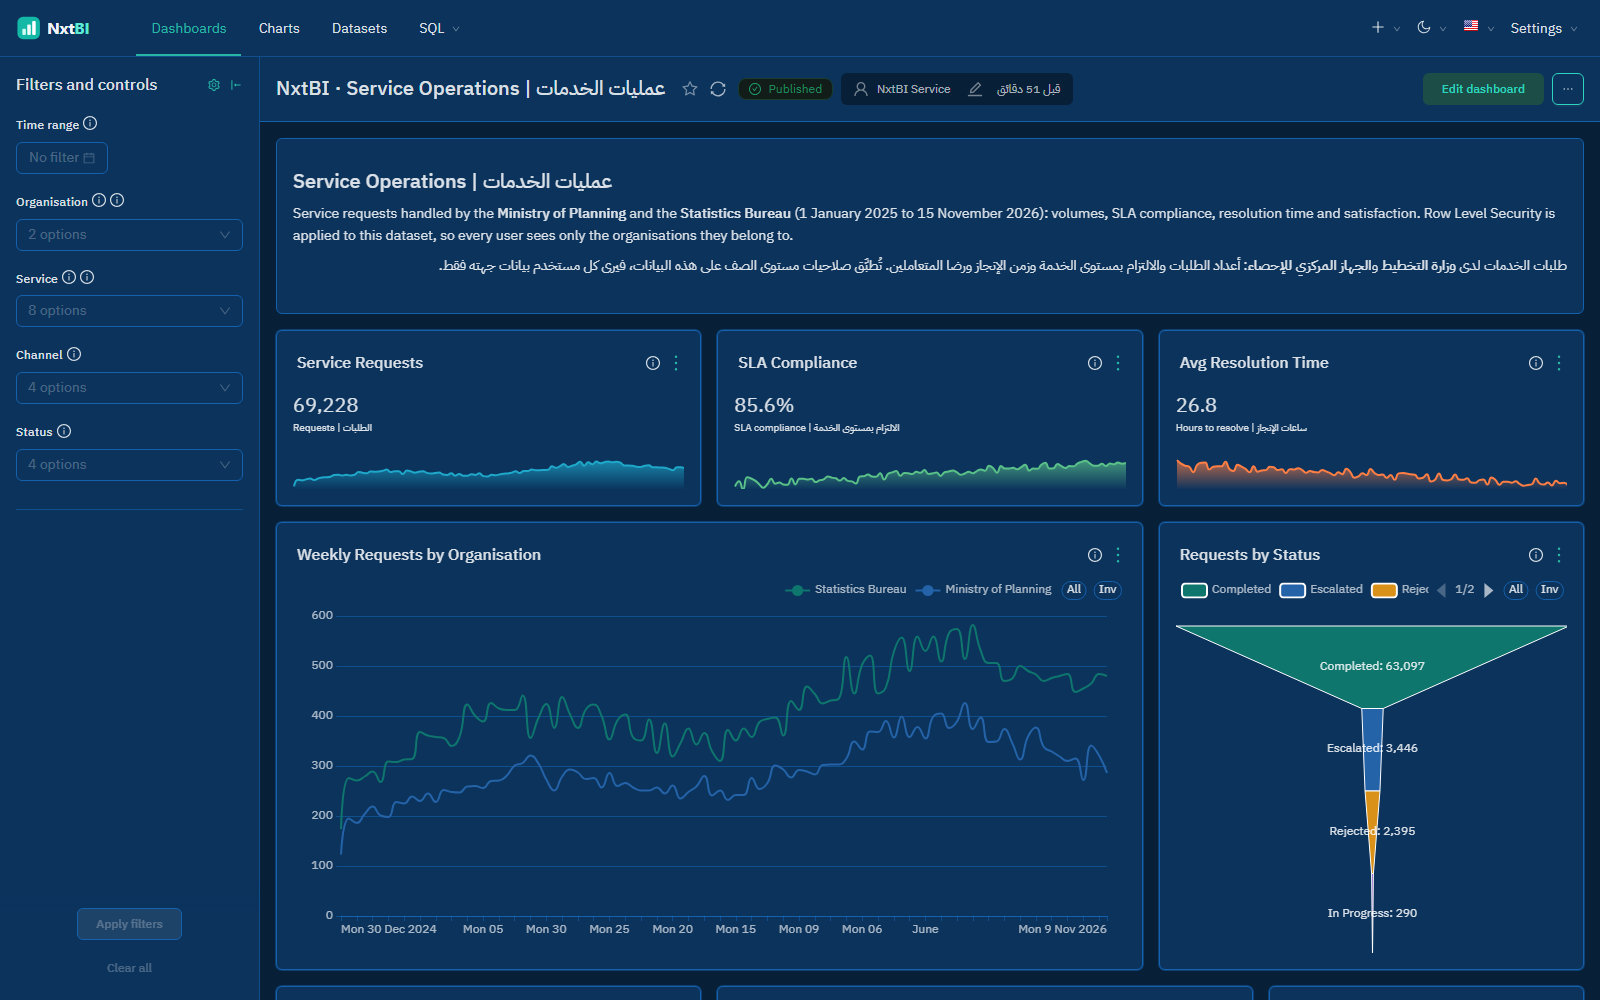 NxtBI
Dashboards
Charts
Datasets
SQL
Settings
Filters and controls
Time range
No filter
Organisation
2 options
Service
8 options
Channel
4 options
Status
4 options
Apply filters
Clear all
NxtBI · Service Operations | عمليات الخدمات
Published
NxtBI Service
قبل 51 دقائق
Edit dashboard
...
Service Operations | عمليات الخدمات
Service requests handled by the Ministry of Planning and the Statistics Bureau (1 January 2025 to 15 November 2026): volumes, SLA compliance, resolution time and satisfaction. Row Level Security is
applied to this dataset, so every user sees only the organisations they belong to.
طلبات الخدمات لدى وزارة التخطيط والجهاز المركزي للإحصاء: أعداد الطلبات والالتزام بمستوى الخدمة وزمن الإنجاز ورضا المتعاملين. تُطبَّق صلاحيات مستوى الصف على هذه البيانات، فيرى كل مستخدم بيانات جهته فقط.
Service Requests
69,228
Requests | الطلبات
SLA Compliance
85.6%
SLA compliance | الالتزام بمستوى الخدمة
Avg Resolution Time
26.8
Hours to resolve | ساعات الإنجاز
Weekly Requests by Organisation
Statistics Bureau
Ministry of Planning
All
Inv
600
500
400
300
200
100
0
Mon 30 Dec 2024
Mon 05
Mon 30
Mon 25
Mon 20
Mon 15
Mon 09
Mon 06
June
Mon 9 Nov 2026
Requests by Status
Completed
Escalated
Rejec
1/2
All
Inv
Completed: 63,097
Escalated: 3,446
Rejected: 2,395
In Progress: 290